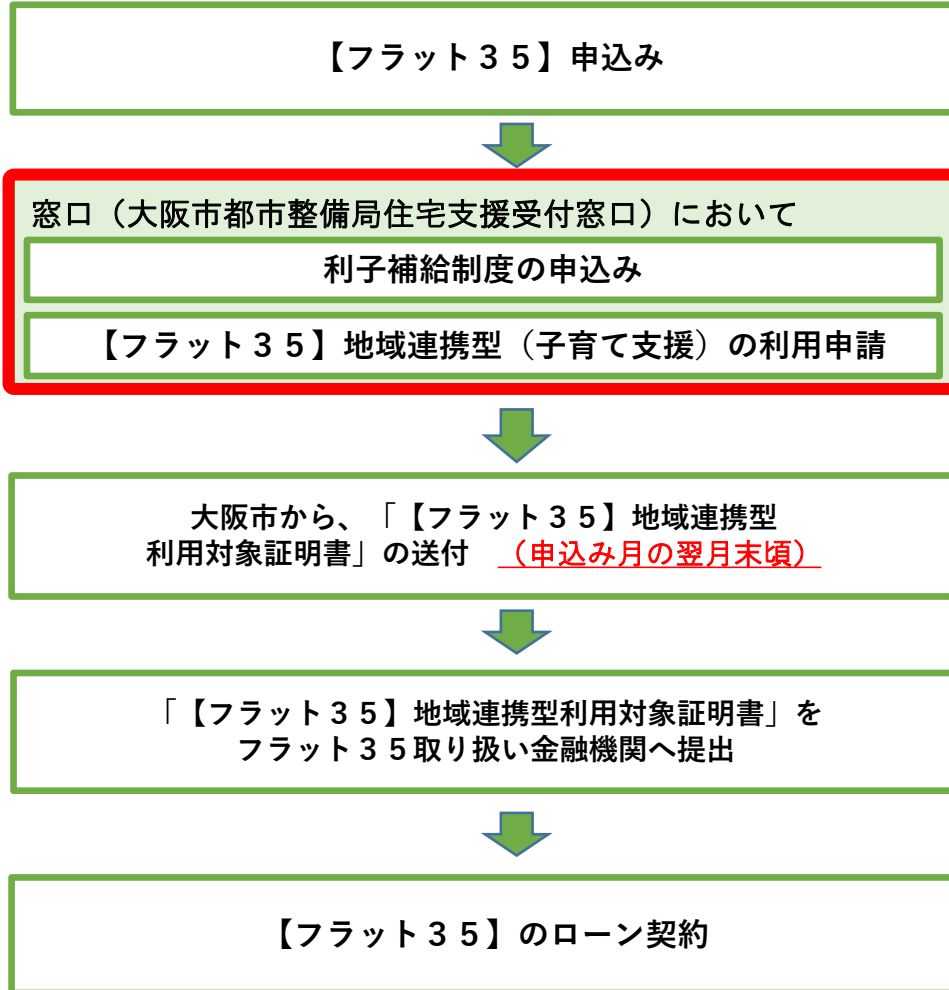 【フラット３５】申込み
窓口（大阪市都市整備局住宅支援受付窓口）において
利子補給制度の申込み
【フラット３５】地域連携型（子育て支援）の利用申請
大阪市から、「【フラット３５】地域連携型
利用対象証明書」の送付　（申込み月の翌月末頃）
「【フラット３５】地域連携型利用対象証明書」を
フラット３５取り扱い金融機関へ提出
【フラット３５】のローン契約